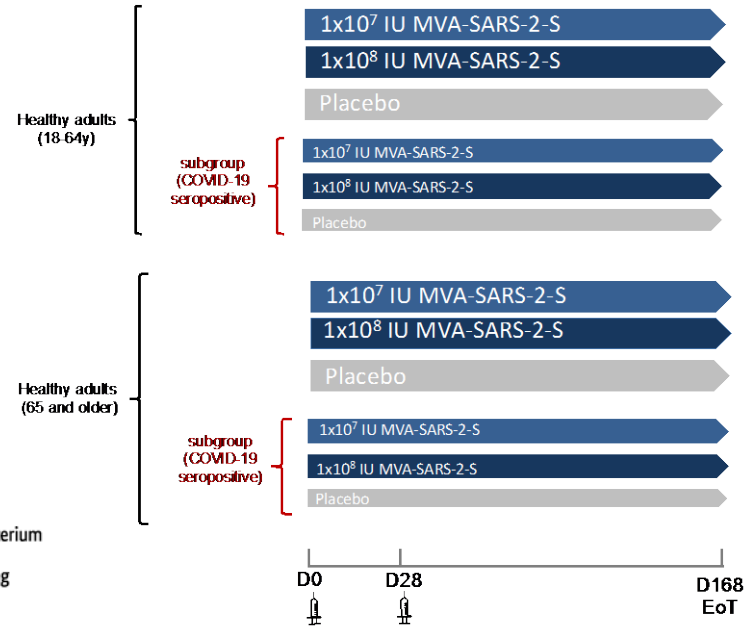 1x10⁷ IU MVA-SARS-2-S
1x10⁸ IU MVA-SARS-2-S
Placebo
Healthy adults
(18-64y)
subgroup
(COVID-19
seropositive)
1x10⁷ IU MVA-SARS-2-S
1x10⁸ IU MVA-SARS-2-S
Placebo
1x10⁷ IU MVA-SARS-2-S
1x10⁸ IU MVA-SARS-2-S
Placebo
Healthy adults
(65 and older)
subgroup
(COVID-19
seropositive)
1x10⁷ IU MVA-SARS-2-S
1x10⁸ IU MVA-SARS-2-S
Placebo
erium
g
D0
D28
D168
EoT